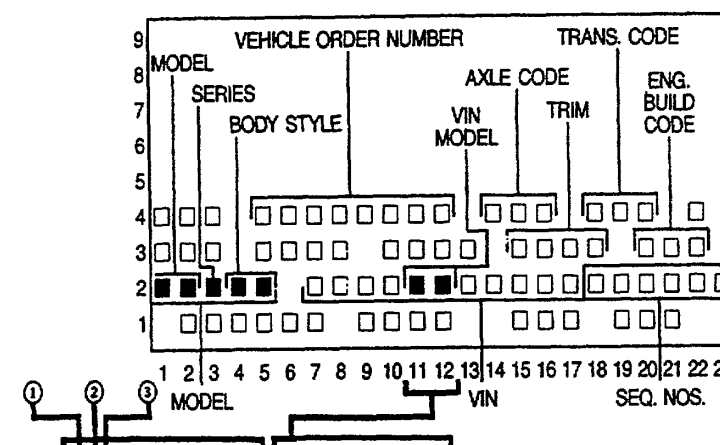 9
VEHICLE ORDER NUMBER
TRANS. CODE
8
MODEL
AXLE CODE
ENG.
BUILD
CODE
7
SERIES
VIN
MODEL
TRIM
6
BODY STYLE
5
4
3
2
1
1 2 3 4 5 6 7 8 9 10 11 12 13 14 15 16 17 18 19 20 21 22 2
① ② ③
MODEL
VIN
SEQ. NOS.